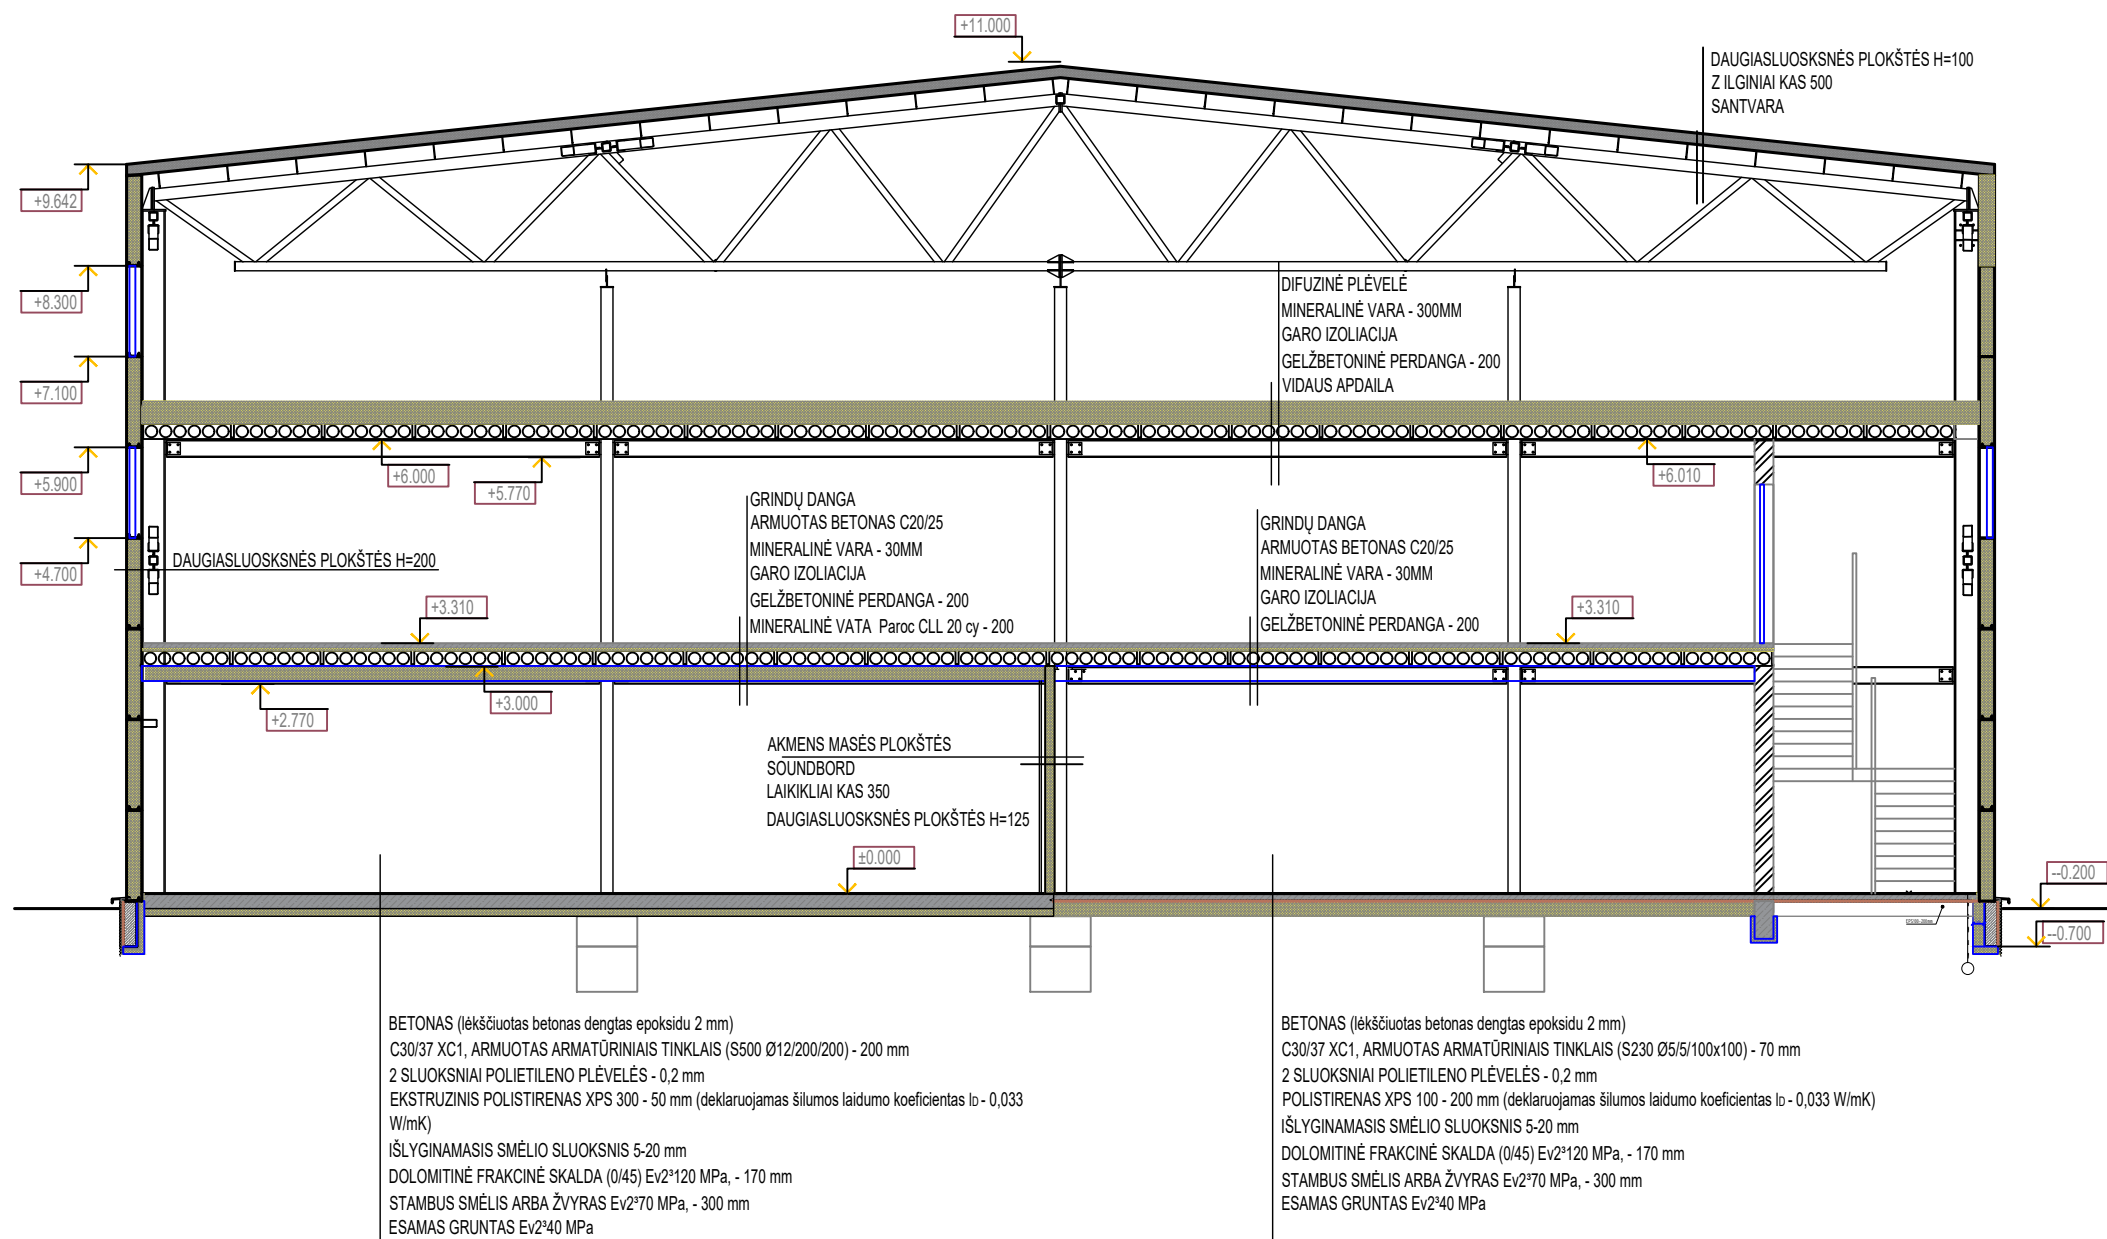 +11.000
DAUGIASLUOSKSNĖS PLOKŠTĖS H=100
Z ILGINIAI KAS 500
SANTVARA
+9.642
+8.300
DIFUZINĖ PLĖVELĖ
MINERALINĖ VARA - 300MM
GARO IZOLIACIJA
GELŽBETONINĖ PERDANGA - 200
VIDAUS APDAILA
+7.100
+6.000
+5.770
+6.010
+5.900
GRINDŲ DANGA
ARMUOTAS BETONAS C20/25
MINERALINĖ VARA - 30MM
GARO IZOLIACIJA
GELŽBETONINĖ PERDANGA - 200
MINERALINĖ VATA Paroc CLL 20 cy - 200
GRINDŲ DANGA
ARMUOTAS BETONAS C20/25
MINERALINĖ VARA - 30MM
GARO IZOLIACIJA
GELŽBETONINĖ PERDANGA - 200
DAUGIASLUOSKSNĖS PLOKŠTĖS H=200
+4.700
+3.310
+3.310
+3.000
+2.770
AKMENS MASĖS PLOKŠTĖS
SOUNDBORD
LAIKIKLIAI KAS 350
DAUGIASLUOSKSNĖS PLOKŠTĖS H=125
±0.000
--0.200
--0.700
BETONAS (lėkščiuotas betonas dengtas epoksidu 2 mm)
C30/37 XC1, ARMUOTAS ARMATŪRINIAIS TINKLAIS (S500 Ø12/200/200) - 200 mm
2 SLUOKSNIAI POLIETILENO PLĖVELĖS - 0,2 mm
EKSTRUZINIS POLISTIRENAS XPS 300 - 50 mm (deklaruojamas šilumos laidumo koeficientas lD - 0,033
W/mK)
IŠLYGINAMASIS SMĖLIO SLUOKSNIS 5-20 mm
DOLOMITINĖ FRAKCINĖ SKALDA (0/45) Ev2³120 MPa, - 170 mm
STAMBUS SMĖLIS ARBA ŽVYRAS Ev2³70 MPa, - 300 mm
ESAMAS GRUNTAS Ev2³40 MPa
BETONAS (lėkščiuotas betonas dengtas epoksidu 2 mm)
C30/37 XC1, ARMUOTAS ARMATŪRINIAIS TINKLAIS (S230 Ø5/5/100x100) - 70 mm
2 SLUOKSNIAI POLIETILENO PLĖVELĖS - 0,2 mm
POLISTIRENAS XPS 100 - 200 mm (deklaruojamas šilumos laidumo koeficientas lD - 0,033 W/mK)
IŠLYGINAMASIS SMĖLIO SLUOKSNIS 5-20 mm
DOLOMITINĖ FRAKCINĖ SKALDA (0/45) Ev2³120 MPa, - 170 mm
STAMBUS SMĖLIS ARBA ŽVYRAS Ev2³70 MPa, - 300 mm
ESAMAS GRUNTAS Ev2³40 MPa